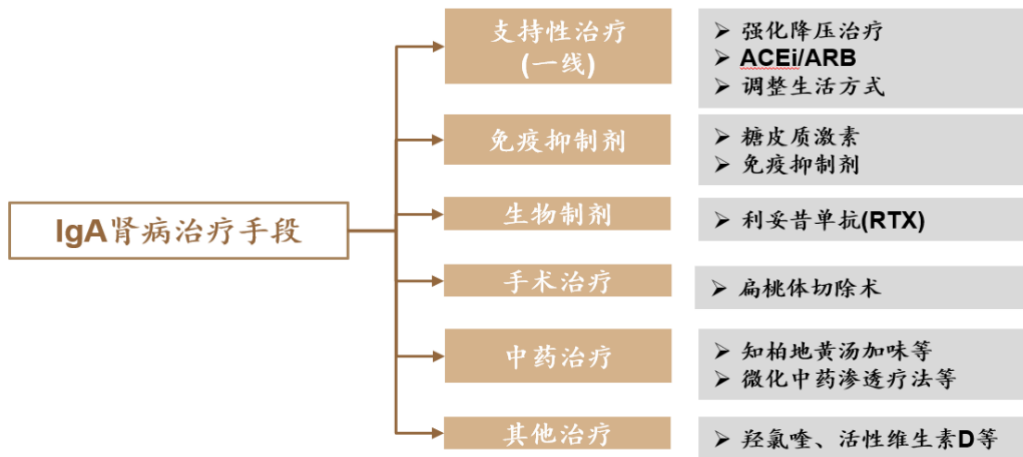 IgA肾病治疗手段
支持性治疗
(一线)
➢ 强化降压治疗
➢ ACEi/ARB
➢ 调整生活方式
免疫抑制剂
➢ 糖皮质激素
➢ 免疫抑制剂
生物制剂
➢ 利妥昔单抗(RTX)
手术治疗
➢ 扁桃体切除术
中药治疗
➢ 知柏地黄汤加味等
➢ 微化中药渗透疗法等
其他治疗
➢ 羟氯喹、活性维生素D等